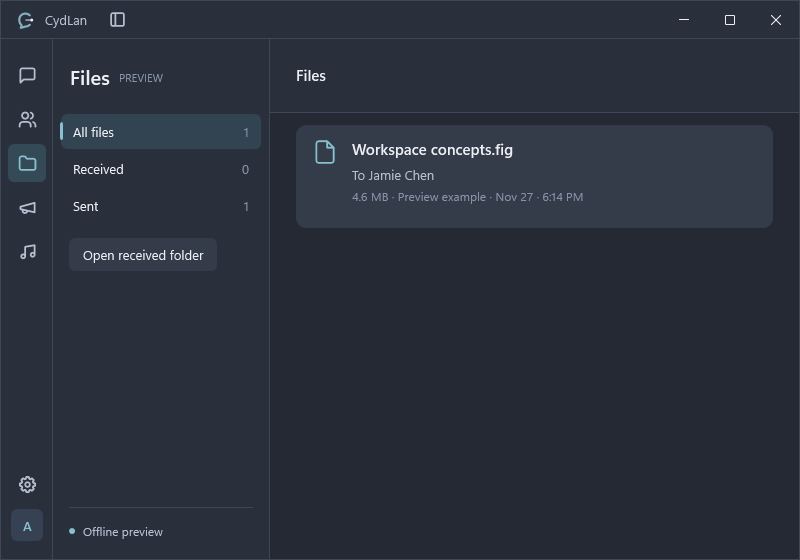 CydLan
Files PREVIEW
All files 1
Received 0
Sent 1
Open received folder
Offline preview
A
Files
Workspace concepts.fig
To Jamie Chen
4.6 MB · Preview example · Nov 27 · 6:14 PM